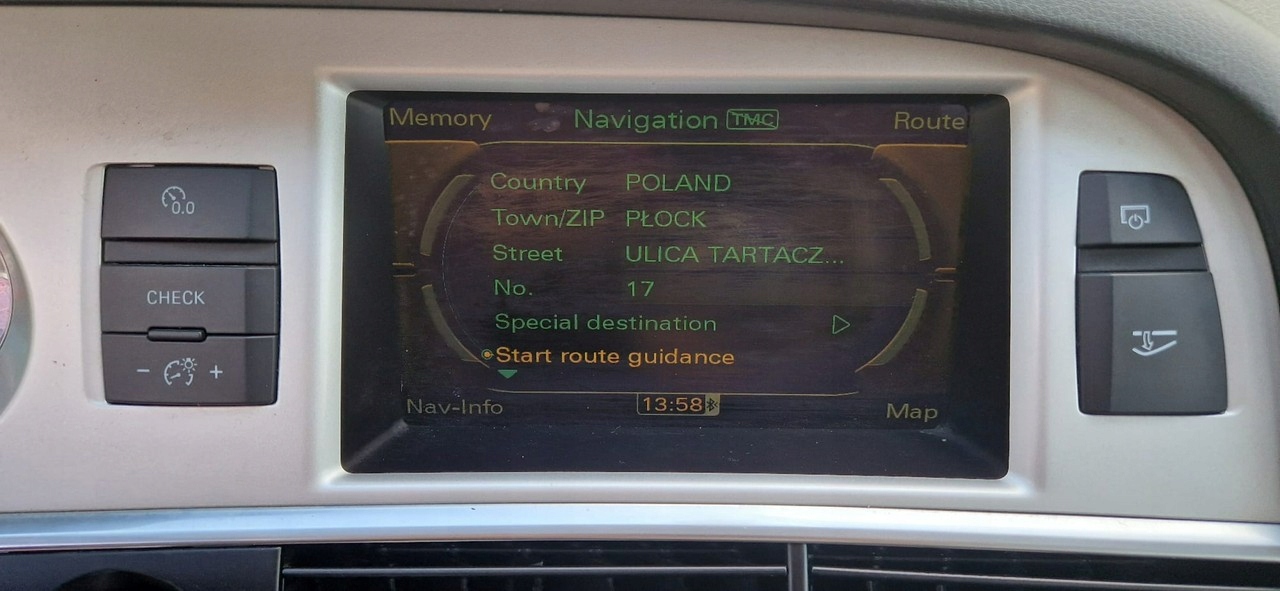 Memory Navigation TMC Route
Country POLAND
Town/ZIP PŁOCK
Street ULICA TARTACZ...
No. 17
Special destination
Start route guidance
Nav-Info 13:58 Map
0.0
CHECK
- +